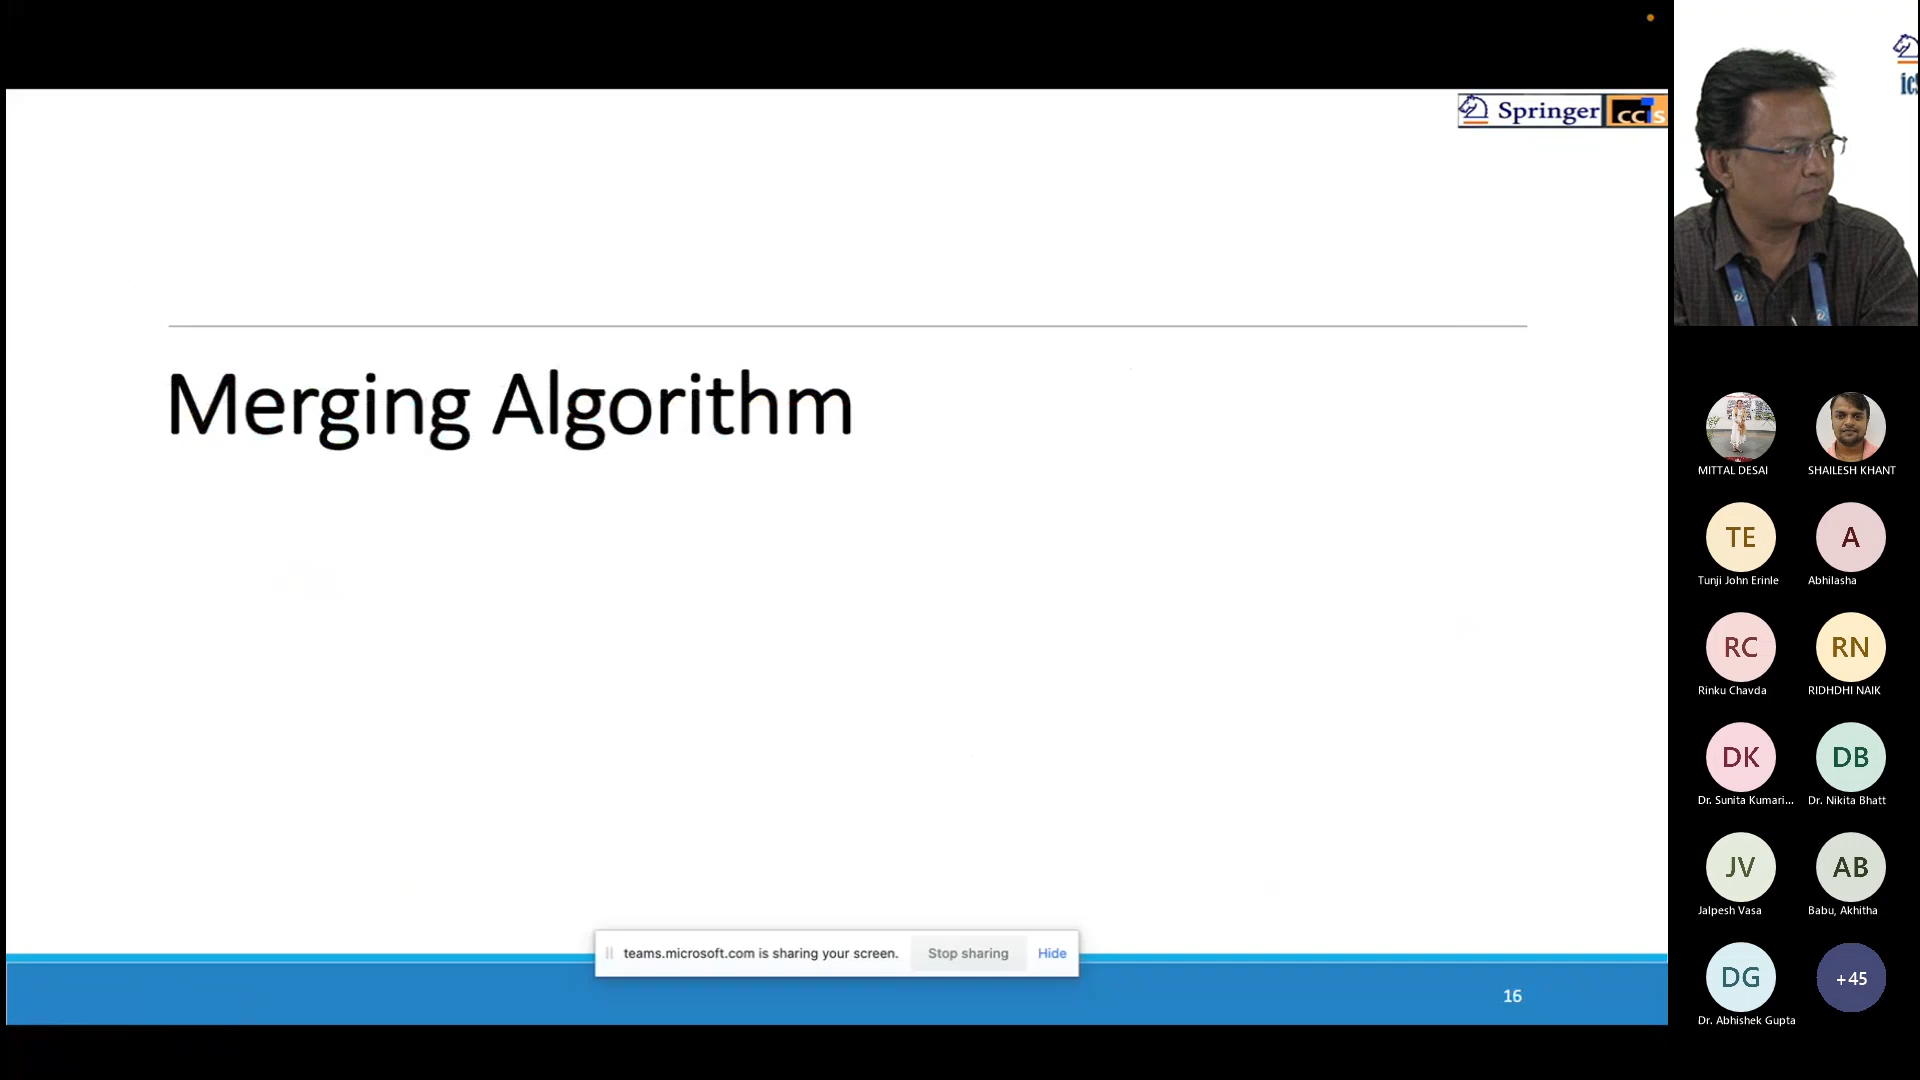 Springer
CCIS
Merging Algorithm
teams.microsoft.com is sharing your screen. Stop sharing Hide
16
MITTAL DESAI SHAILESH KHANT
TE A
Tunji John Erinle Abhilasha
RC RN
Rinku Chavda RIDHDHI NAIK
DK DB
Dr. Sunita Kumari... Dr. Nikita Bhatt
JV AB
Jalpesh Vasa Babu, Akhitha
DG +45
Dr. Abhishek Gupta